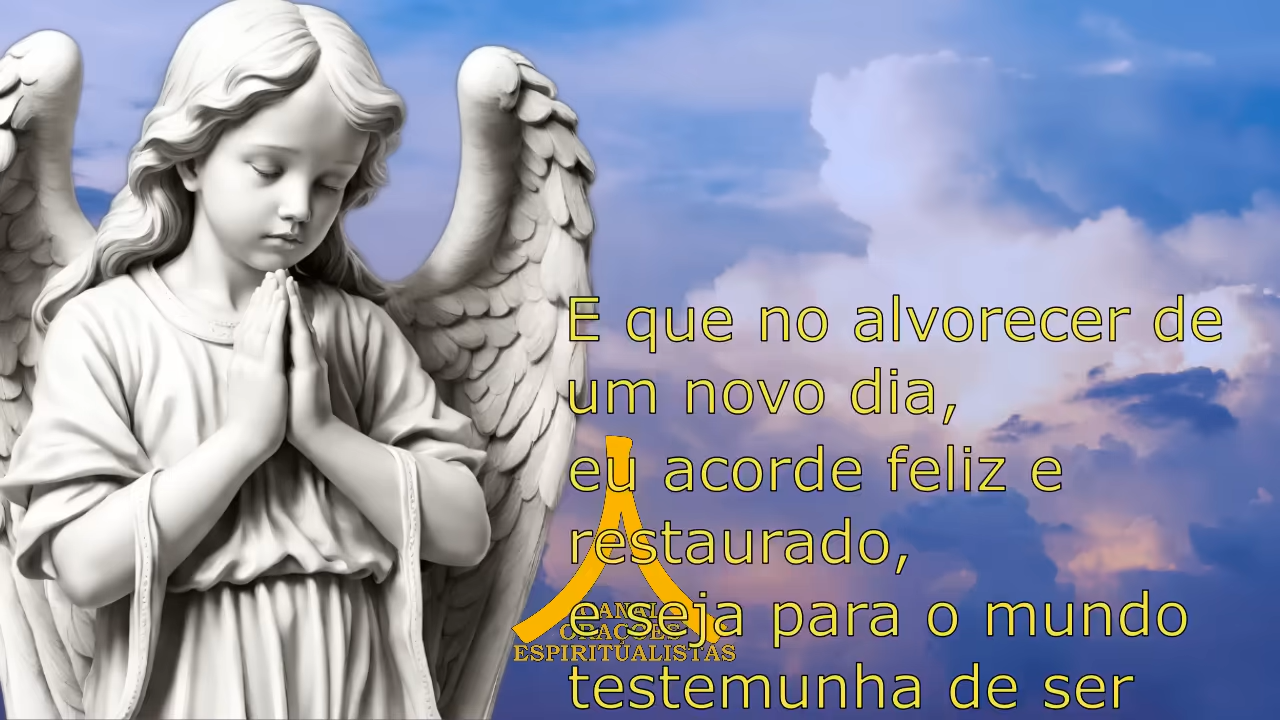 E que no alvorecer de
um novo dia,
eu acorde feliz e
restaurado,
e seja para o mundo
testemunha de ser
CANAL
ORAÇÕES
ESPIRITUALISTAS